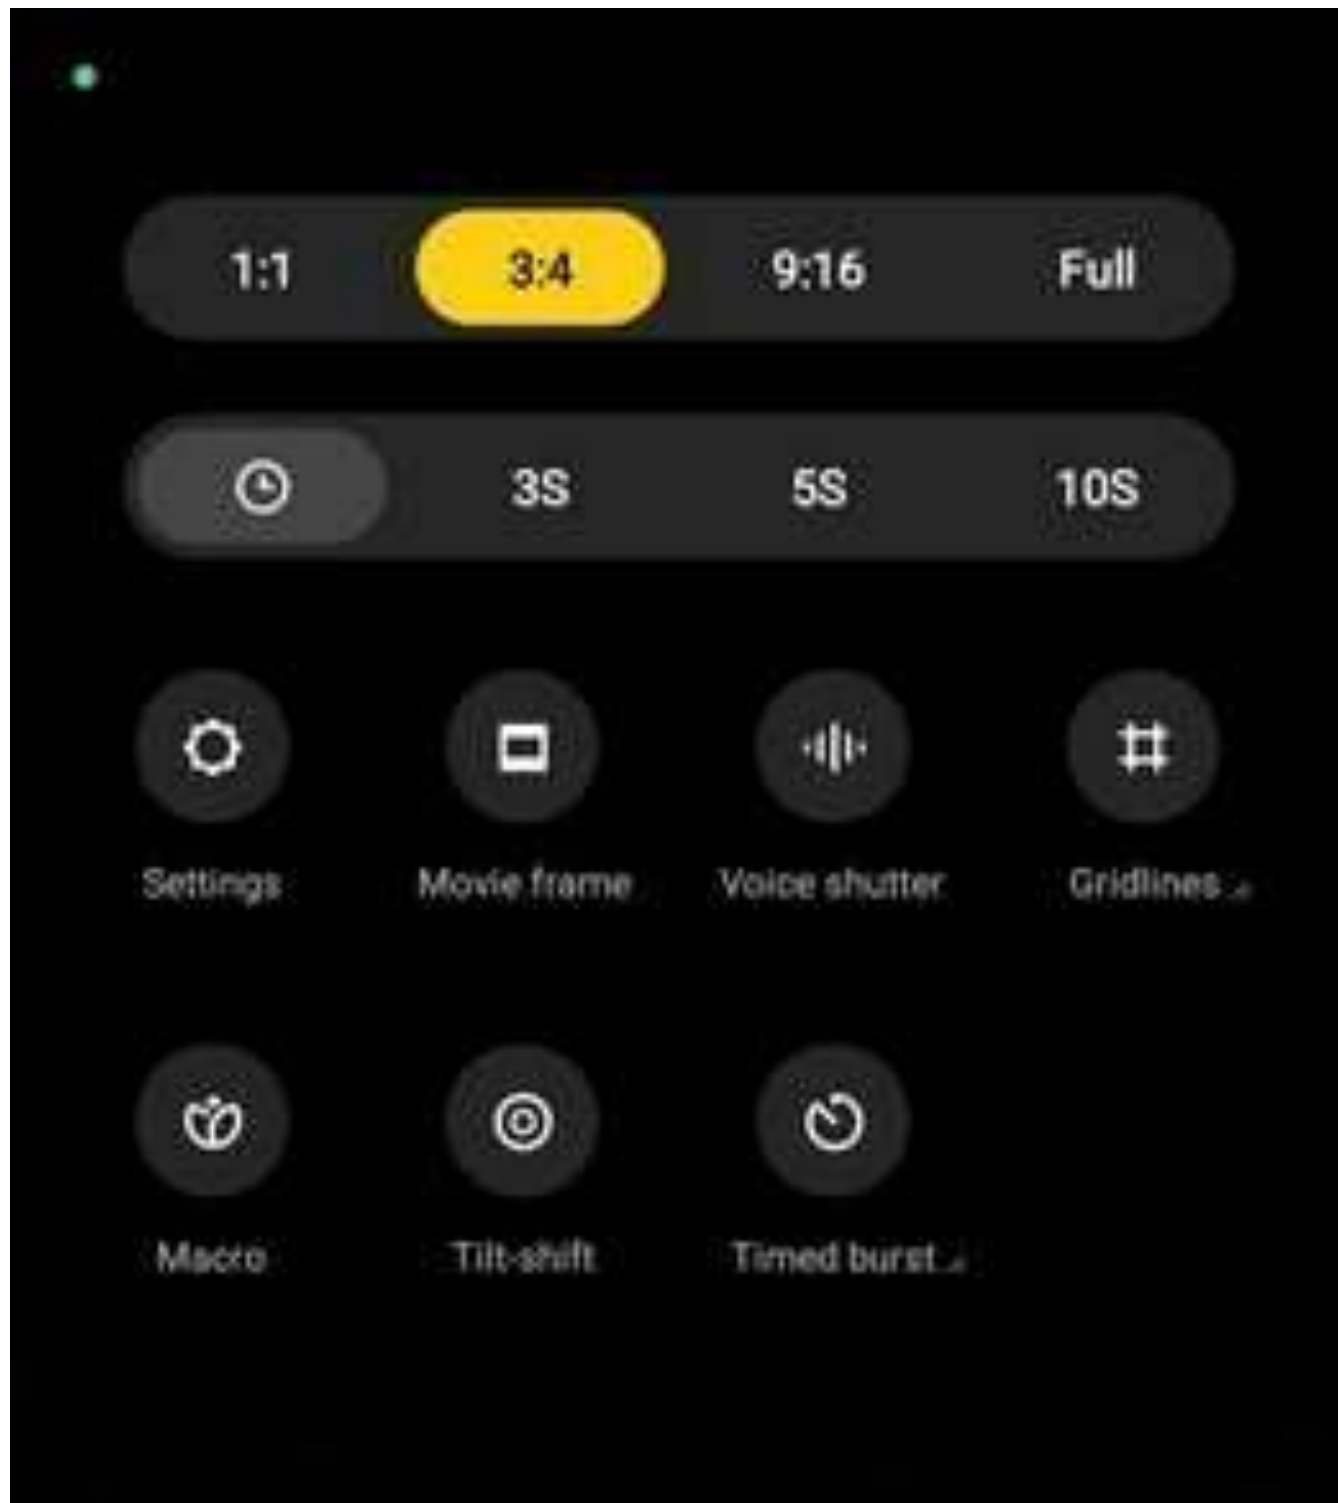 1:1 3:4 9:16 Full
3S 5S 10S
Settings Movie frame Voice shutter Gridlines
Macro Tilt-shift Timed burst